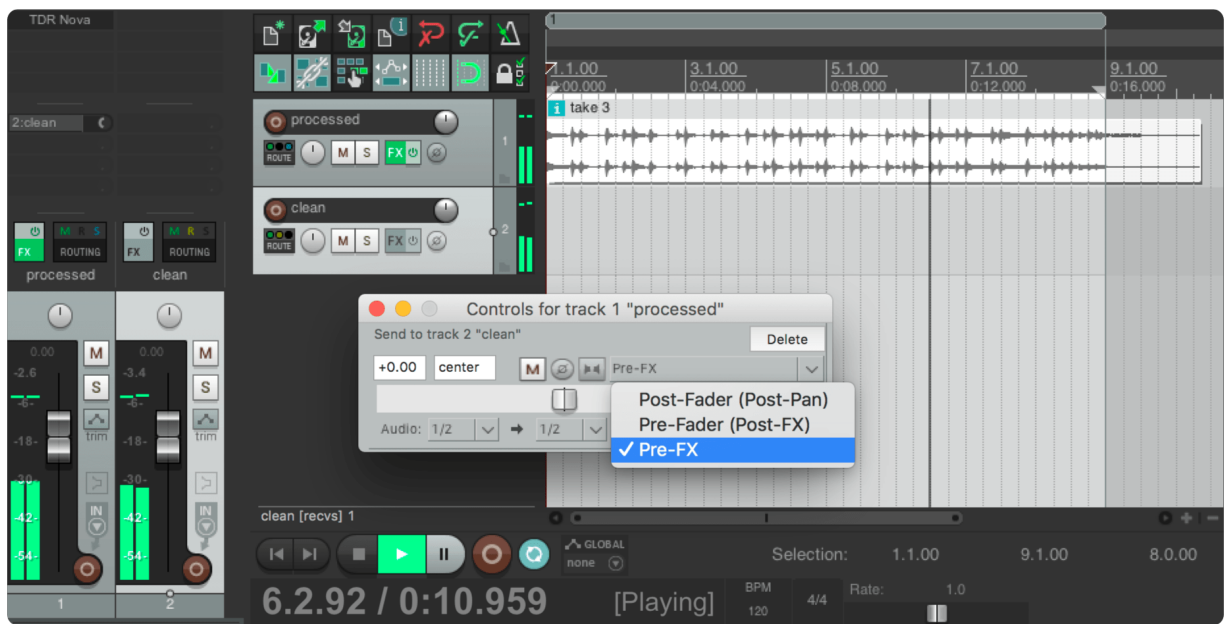 TDR Nova
2:clean
M R S
FX
ROUTING
processed
M R S
FX
ROUTING
clean
0.00
M
-2.6
S
-6-
trim
-18-
-30-
IN
-42-
-54-
1
0.00
M
-3.4
S
-6-
trim
-18-
-30-
IN
-42-
-54-
2
processed
1
ROUTE
M S FX
clean
2
ROUTE
M S FX
clean [recvs] 1
1
1.1.00
0:00.000
3.1.00
0:04.000
5.1.00
0:08.000
7.1.00
0:12.000
9.1.00
0:16.000
i take 3
Controls for track 1 "processed"
Send to track 2 "clean"
Delete
+0.00
center
M
Pre-FX
Audio: 1/2 → 1/2
Post-Fader (Post-Pan)
Pre-Fader (Post-FX)
✓ Pre-FX
GLOBAL
none
Selection: 1.1.00 9.1.00 8.0.00
6.2.92 / 0:10.959
[Playing]
BPM
120
4/4
Rate: 1.0